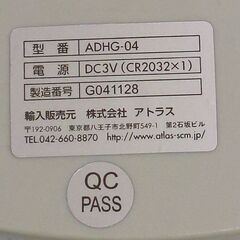 型 番 ADHG-04
電 源 DC3V(CR2032×1)
製造番号 G041128
輸入販売元 株式会社 アトラス
〒192-0906 東京都八王子市北野町549-1 第2石坂ビル
TEL.042-660-8870 http://www.atlas-scm.jp/
QC
PASS